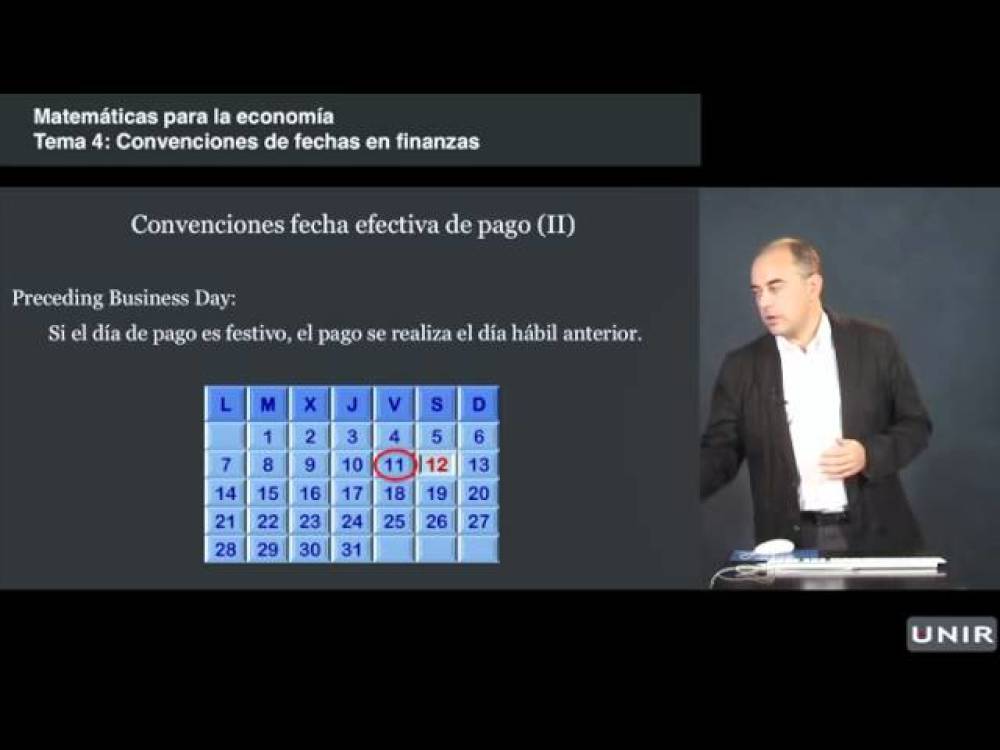 Matemáticas para la economía
Tema 4: Convenciones de fechas en finanzas
Convenciones fecha efectiva de pago (II)
Preceding Business Day:
Si el día de pago es festivo, el pago se realiza el día hábil anterior.
L M X J V S D
1 2 3 4 5 6
7 8 9 10 11 12 13
14 15 16 17 18 19 20
21 22 23 24 25 26 27
28 29 30 31
UNIR